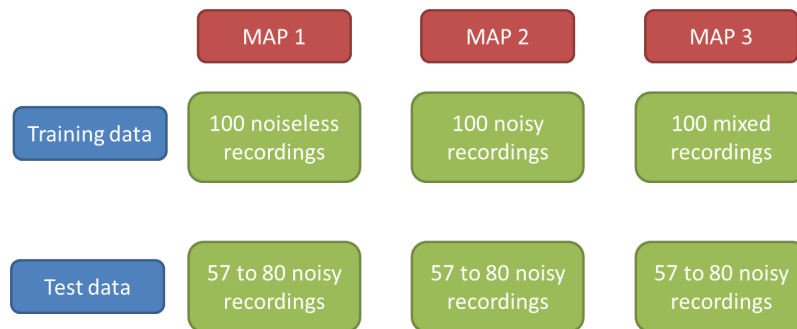 MAP 1
MAP 2
MAP 3
Training data
100 noiseless
recordings
100 noisy
recordings
100 mixed
recordings
Test data
57 to 80 noisy
recordings
57 to 80 noisy
recordings
57 to 80 noisy
recordings